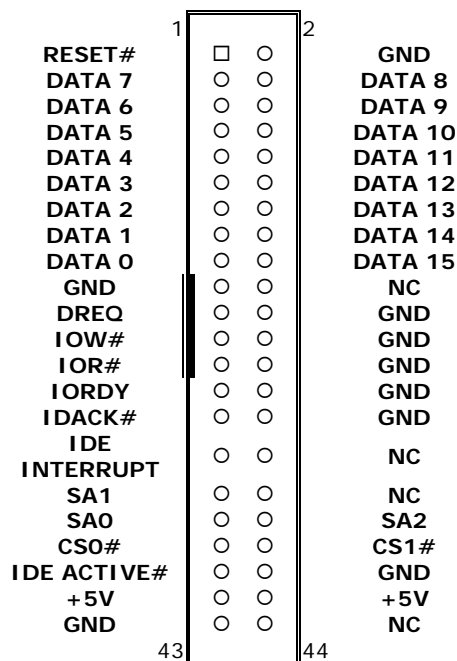 1 2
RESET# GND
DATA 7 DATA 8
DATA 6 DATA 9
DATA 5 DATA 10
DATA 4 DATA 11
DATA 3 DATA 12
DATA 2 DATA 13
DATA 1 DATA 14
DATA 0 DATA 15
GND NC
DREQ GND
IOW# GND
IOR# GND
IORDY GND
IDACK# GND
IDE
INTERRUPT NC
SA1 NC
SA0 SA2
CS0# CS1#
IDE ACTIVE# GND
+5V +5V
GND NC
43 44